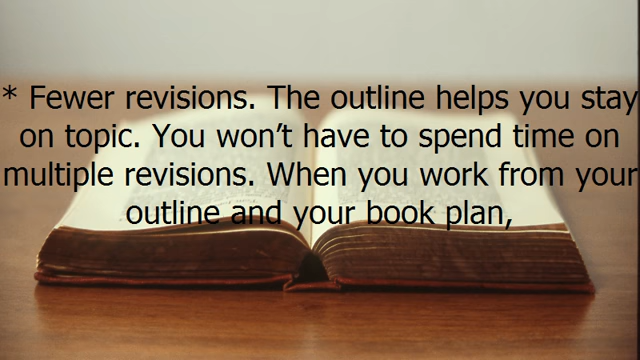 * Fewer revisions. The outline helps you stay
on topic. You won’t have to spend time on
multiple revisions. When you work from your
outline and your book plan,